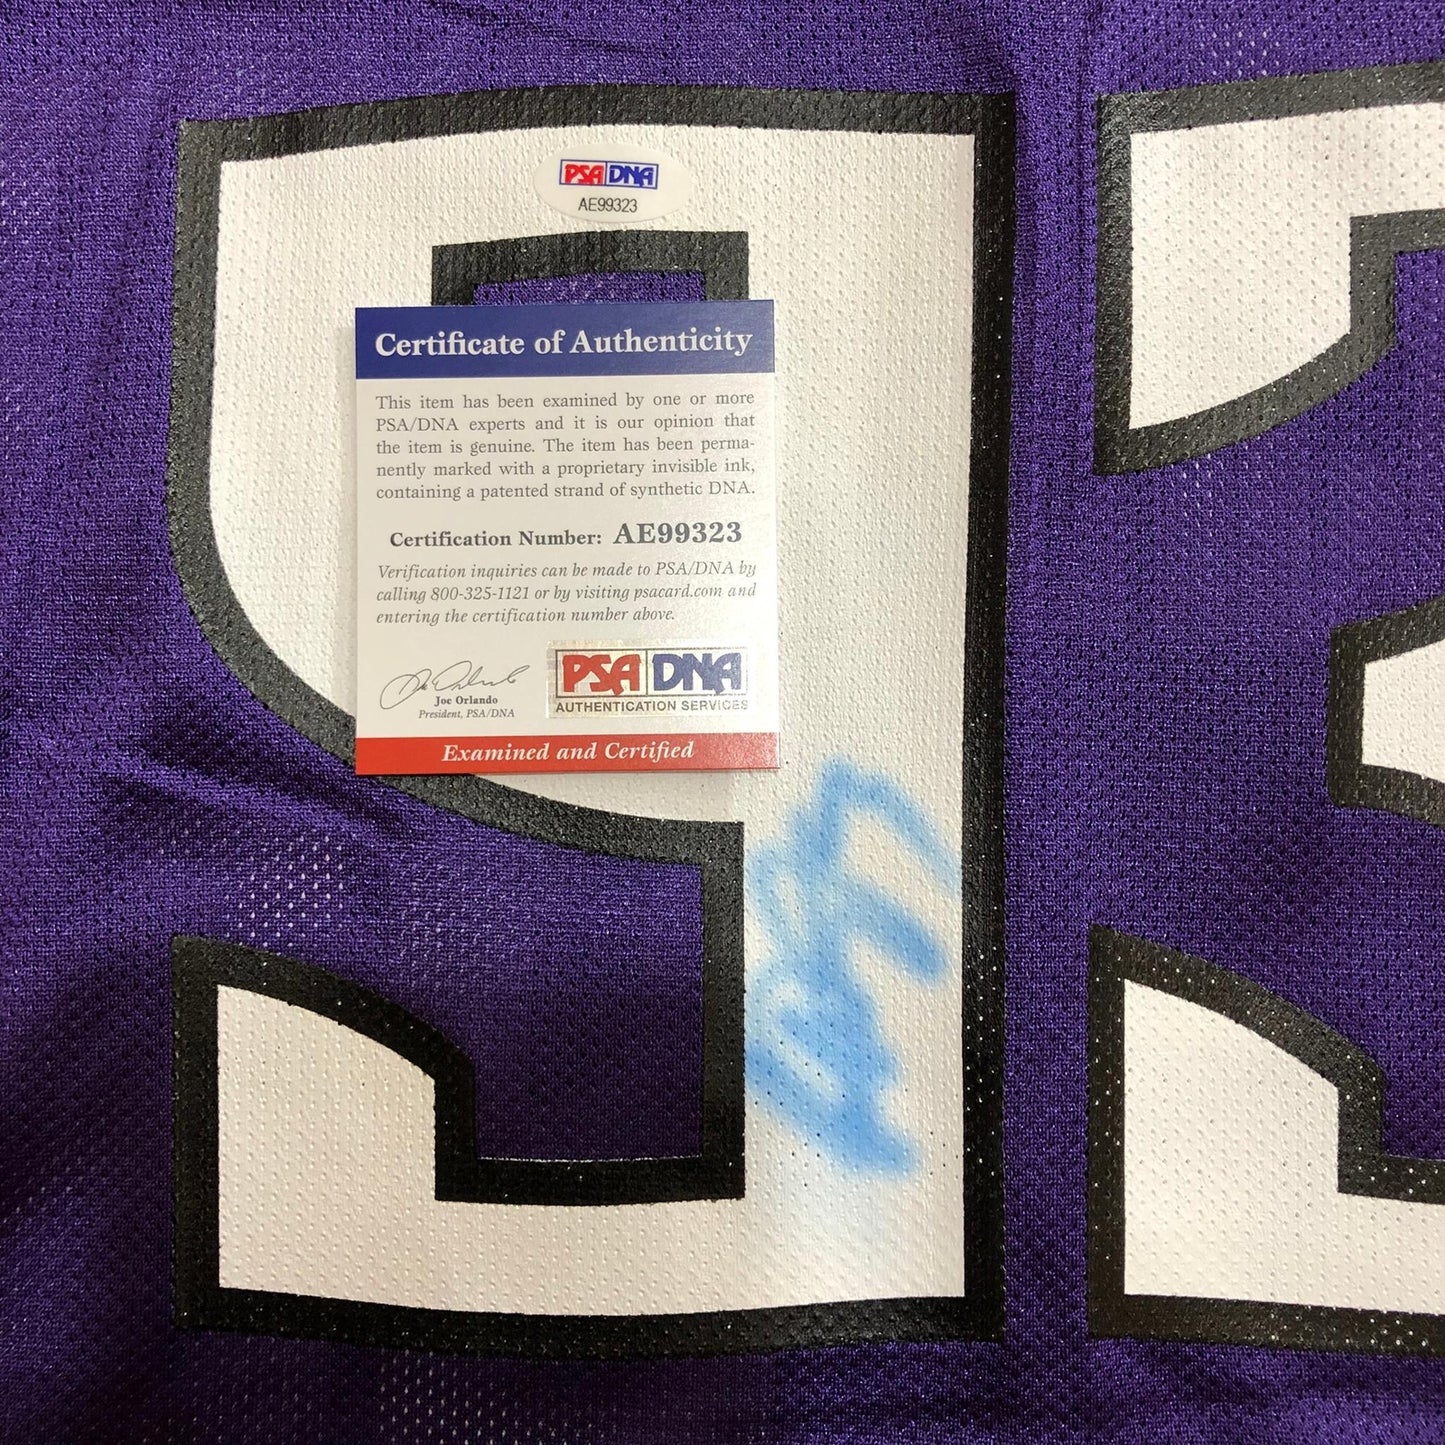 PSA DNA
AE99323
Certificate of Authenticity
This item has been examined by one or more
PSA/DNA experts and it is our opinion that
the item is genuine. The item has been perma-
nently marked with a proprietary invisible ink,
containing a patented strand of synthetic DNA.
Certification Number: AE99323
Verification inquiries can be made to PSA/DNA by
calling 800-325-1121 or by visiting psacard.com and
entering the certification number above.
Joe Orlando
President, PSA/DNA
PSA DNA
AUTHENTICATION SERVICES
Examined and Certified